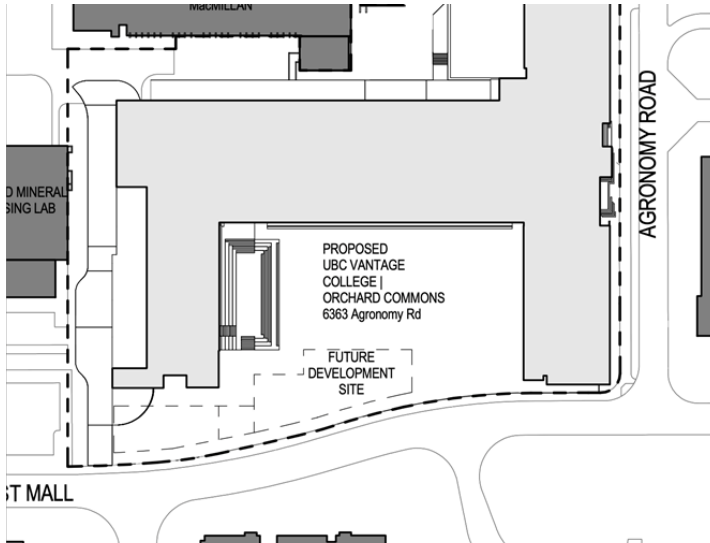 MacMILLAN
AGRONOMY ROAD
D MINERAL
SING LAB
PROPOSED
UBC VANTAGE
COLLEGE |
ORCHARD COMMONS
6363 Agronomy Rd
FUTURE
DEVELOPMENT
SITE
ST MALL